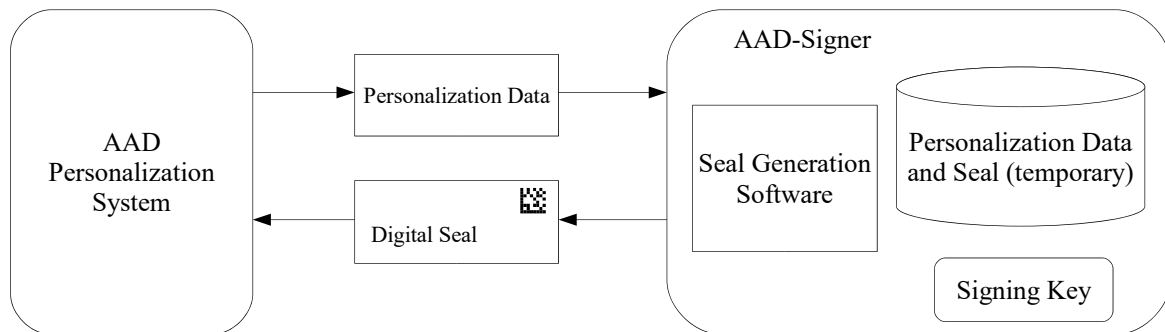 AAD
Personalization
System
Personalization Data
Digital Seal
AAD-Signer
Seal Generation
Software
Personalization Data
and Seal (temporary)
Signing Key